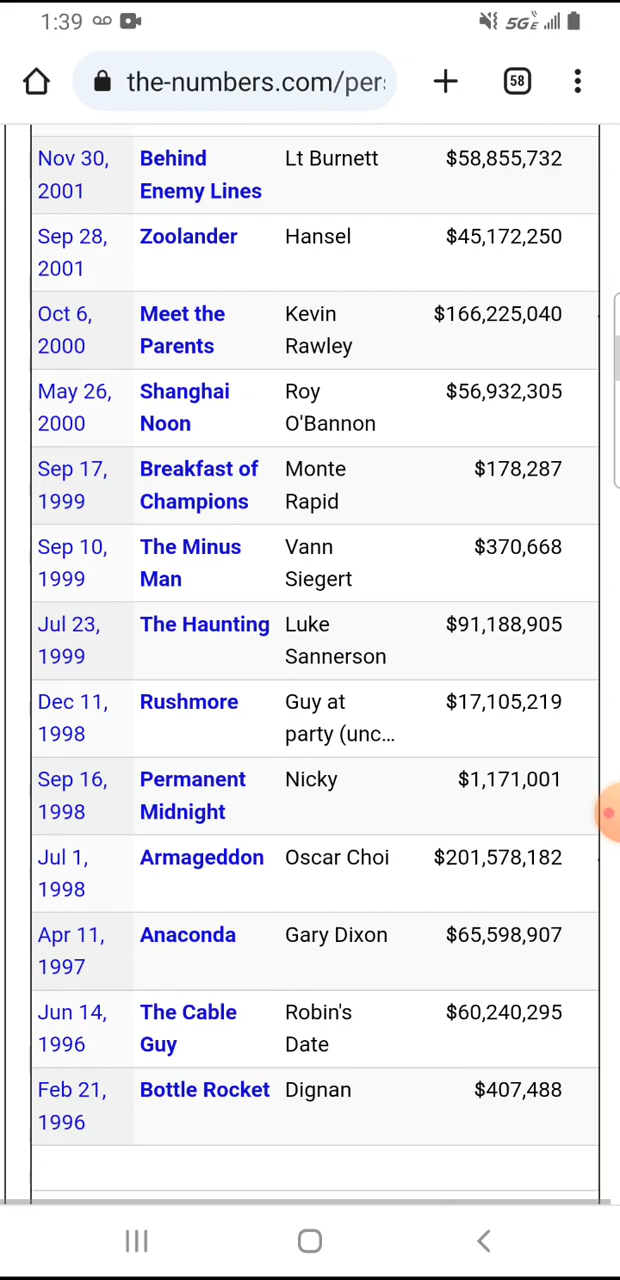 1:39 5GE
the-numbers.com/per 58
Nov 30, Behind Lt Burnett $58,855,732
2001 Enemy Lines
Sep 28, Zoolander Hansel $45,172,250
2001
Oct 6, Meet the Kevin $166,225,040
2000 Parents Rawley
May 26, Shanghai Roy $56,932,305
2000 Noon O'Bannon
Sep 17, Breakfast of Monte $178,287
1999 Champions Rapid
Sep 10, The Minus Vann $370,668
1999 Man Siegert
Jul 23, The Haunting Luke $91,188,905
1999 Sannerson
Dec 11, Rushmore Guy at $17,105,219
1998 party (unc...
Sep 16, Permanent Nicky $1,171,001
1998 Midnight
Jul 1, Armageddon Oscar Choi $201,578,182
1998
Apr 11, Anaconda Gary Dixon $65,598,907
1997
Jun 14, The Cable Robin's $60,240,295
1996 Guy Date
Feb 21, Bottle Rocket Dignan $407,488
1996